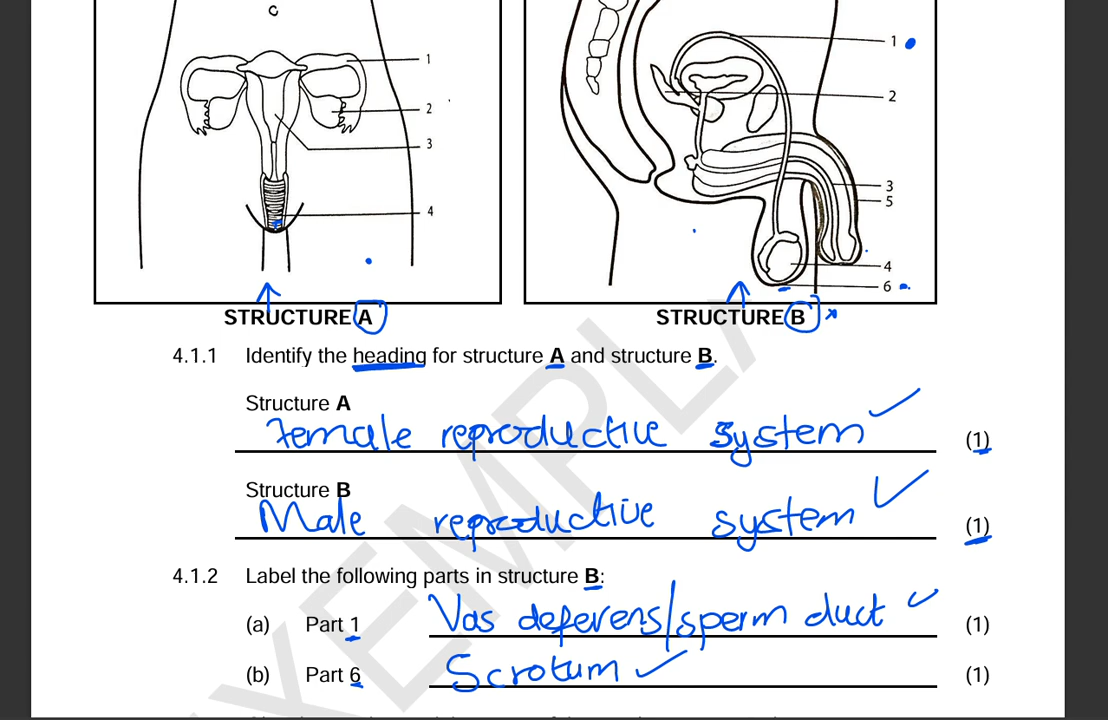 C
1
2
3
4
1
2
3
5
4
6
STRUCTURE A
STRUCTURE B
4.1.1 Identify the heading for structure A and structure B.
Structure A
Female reproductive system
(1)
Structure B
Male reproductive system
(1)
4.1.2 Label the following parts in structure B:
(a) Part 1 Vas deferens/sperm duct (1)
(b) Part 6 Scrotum (1)
EXEMPLA